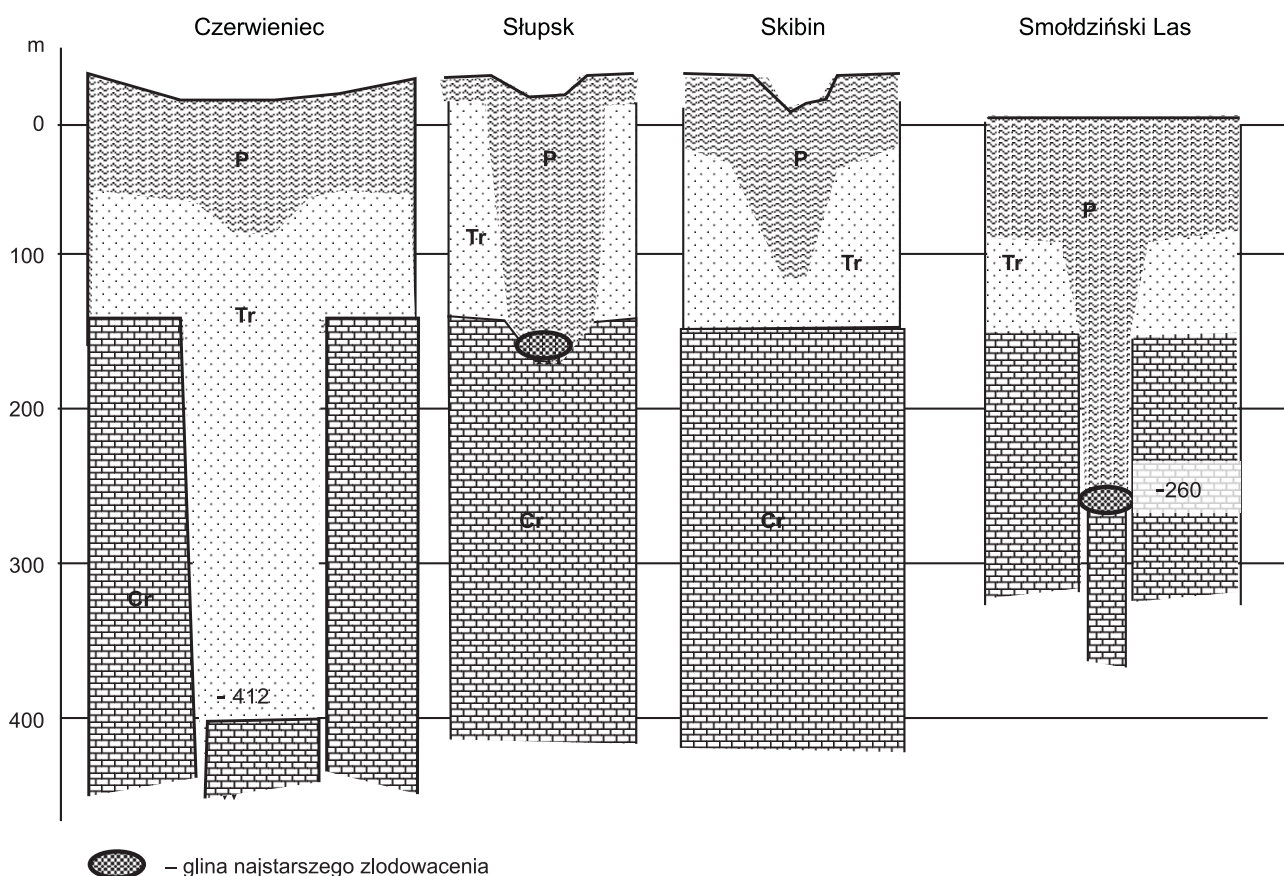 Czerwieniec Słupsk Skibin Smołdziński Las
m
0
P P P P
100
Tr Tr Tr Tr
200
-260
Cr Cr
300
Cr
- 412
400
– glina najstarszego zlodowacenia